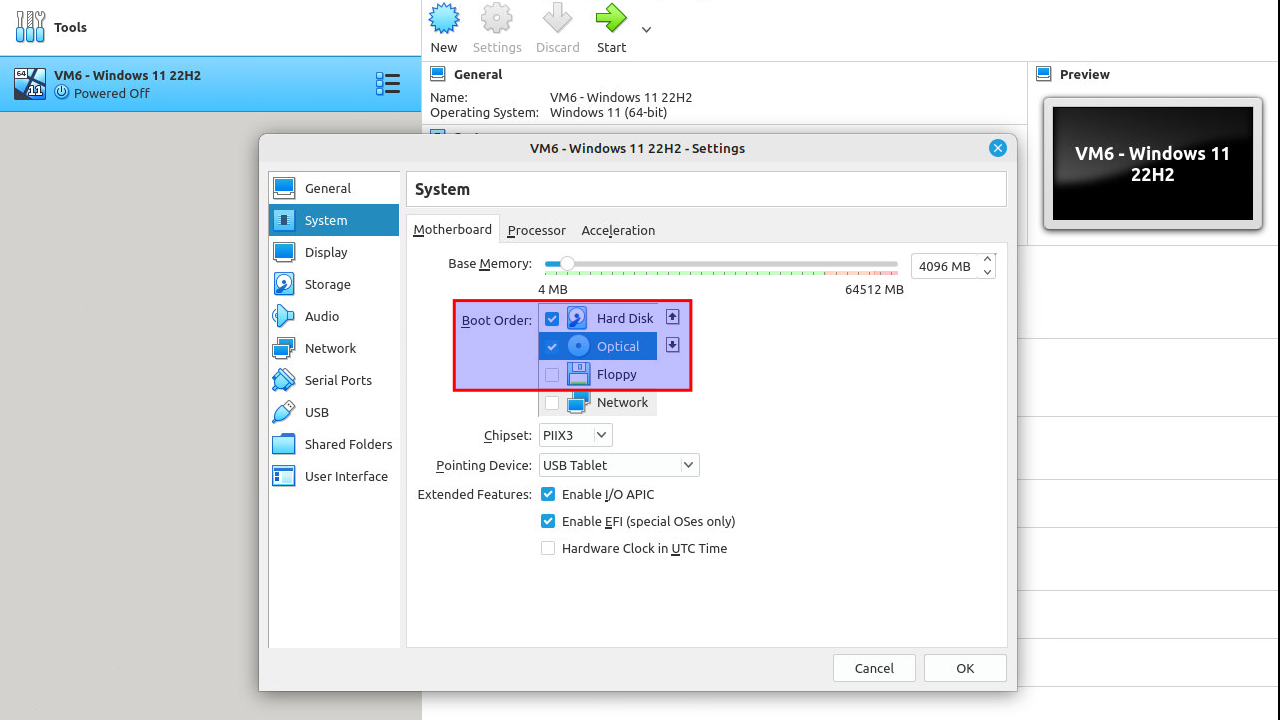 Tools
New
Settings
Discard
Start
64
11
VM6 - Windows 11 22H2
Powered Off
General
Name: VM6 - Windows 11 22H2
Operating System: Windows 11 (64-bit)
Preview
VM6 - Windows 11
22H2
VM6 - Windows 11 22H2 - Settings
General
System
Display
Storage
Audio
Network
Serial Ports
USB
Shared Folders
User Interface
System
Motherboard
Processor
Acceleration
Base Memory:
4096 MB
4 MB
64512 MB
Boot Order:
Hard Disk
Optical
Floppy
Network
Chipset: PIIX3
Pointing Device: USB Tablet
Extended Features: Enable I/O APIC
Enable EFI (special OSes only)
Hardware Clock in UTC Time
Cancel
OK